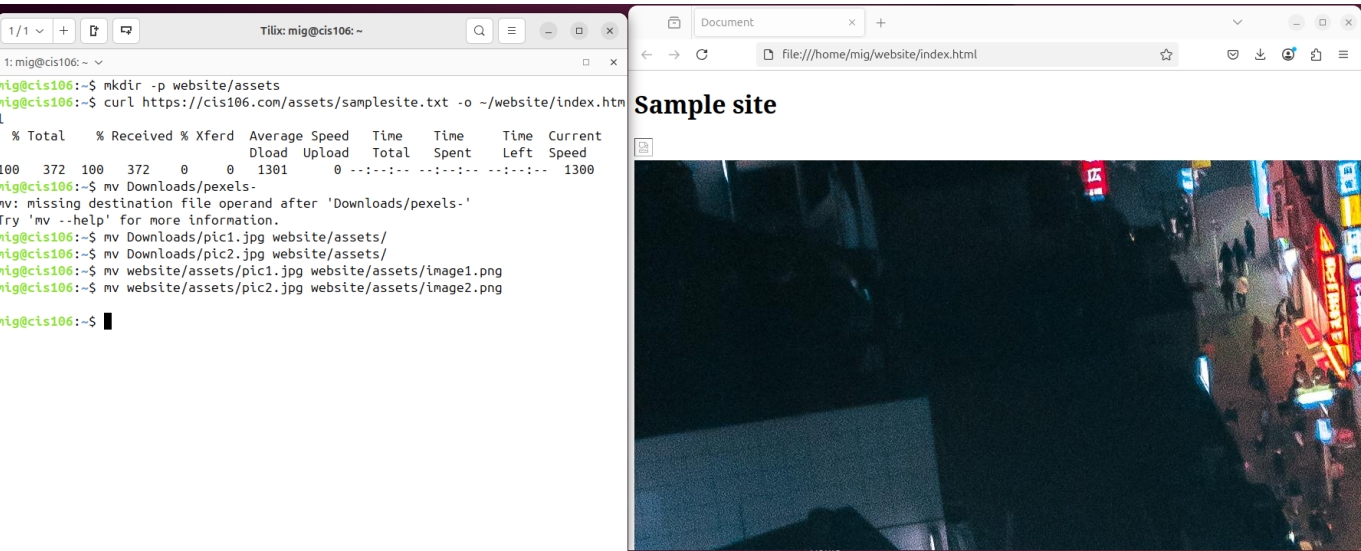 1 / 1
Tilix: mig@cis106: ~
1: mig@cis106: ~
mig@cis106:~$ mkdir -p website/assets
mig@cis106:~$ curl https://cis106.com/assets/samplesite.txt -o ~/website/index.htm
l
% Total % Received % Xferd Average Speed Time Time Time Current
Dload Upload Total Spent Left Speed
100 372 100 372 0 0 1301 0 --:--:-- --:--:-- --:--:-- 1300
mig@cis106:~$ mv Downloads/pexels-
mv: missing destination file operand after 'Downloads/pexels-'
Try 'mv --help' for more information.
mig@cis106:~$ mv Downloads/pic1.jpg website/assets/
mig@cis106:~$ mv Downloads/pic2.jpg website/assets/
mig@cis106:~$ mv website/assets/pic1.jpg website/assets/image1.png
mig@cis106:~$ mv website/assets/pic2.jpg website/assets/image2.png
mig@cis106:~$
Document
file:///home/mig/website/index.html
Sample site
広